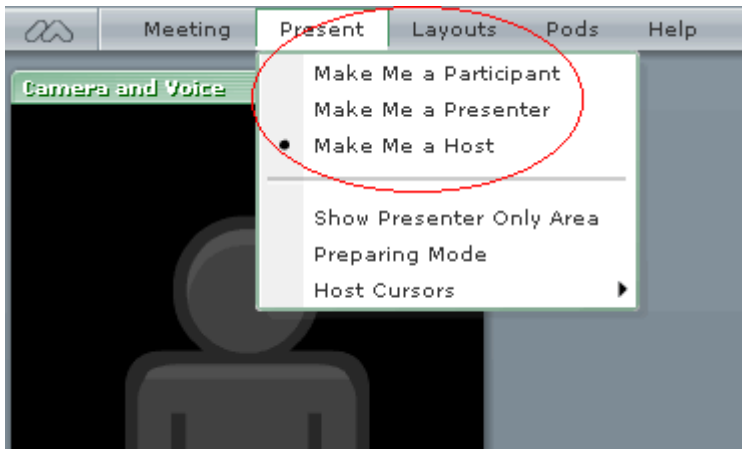 Meeting Present Layouts Pods Help
Camera and Voice
Make Me a Participant
Make Me a Presenter
Make Me a Host
Show Presenter Only Area
Preparing Mode
Host Cursors